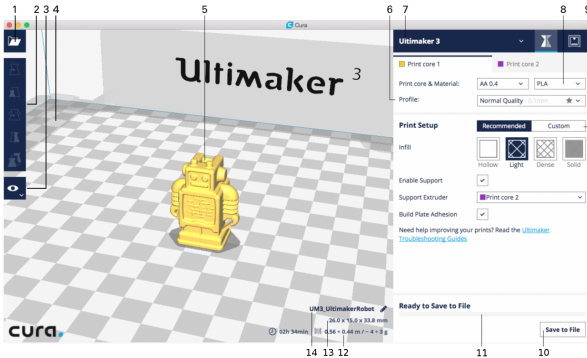 1 2 3 4 5 6 7 8 9
Cura
Ultimaker 3
Ultimaker 3
Print core 1 Print core 2
Print core & Material: AA 0.4 PLA
Profile: Normal Quality - 0.1mm
Print Setup Recommended Custom
Infill
Hollow Light Dense Solid
Enable Support
Support Extruder Print core 2
Build Plate Adhesion
Need help improving your prints? Read the Ultimaker
Troubleshooting Guides
UM3_UltimakerRobot
26.0 x 15.0 x 33.8 mm
02h 34min 0.56 + 0.44 m / ~ 4 + 3 g
cura.
Ready to Save to File
Save to File
14 13 12 11 10